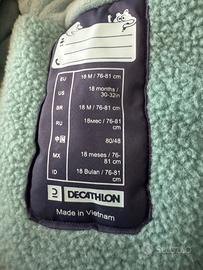 EU 18 M / 76-81 cm
US 18 months / 30-32in
BR 18 M / 76-81 cm
RU 18мес / 76-81 cm
中国 80/48
MX 18 meses / 76-81 cm
ID 18 Bulan / 76-81 cm
DECATHLON
Made in Vietnam
Subito